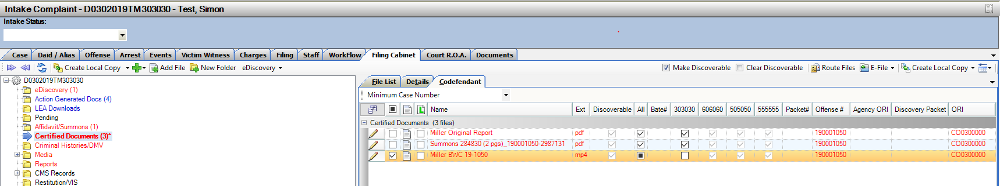 Intake Complaint - D0302019TM303030 - Test, Simon
Intake Status:
Case Daid / Alias Offense Arrest Events Victim Witness Charges Filing Staff WorkFlow Filing Cabinet Court R.O.A. Documents
Create Local Copy Add File New Folder eDiscovery Make Discoverable Clear Discoverable Route Files E-File Create Local Copy
D0302019TM303030
eDiscovery (1)
Action Generated Docs (4)
LEA Downloads
Pending
Affidavit/Summons (1)
Certified Documents (3)*
Criminal Histories/DMV
Media
Reports
CMS Records
Restitution/VIS
File List Details Codefendant
Minimum Case Number
L Name Ext Discoverable All Bate# 303030 606060 505050 555555 Packet# Offense # Agency ORI Discovery Packet ORI
Certified Documents (3 files)
Miller Original Report pdf 190001050 CO0300000
Summons 284830 (2 pgs)_190001050-2987131 pdf 190001050 CO0300000
Miller BWC 19-1050 mp4 190001050 CO0300000